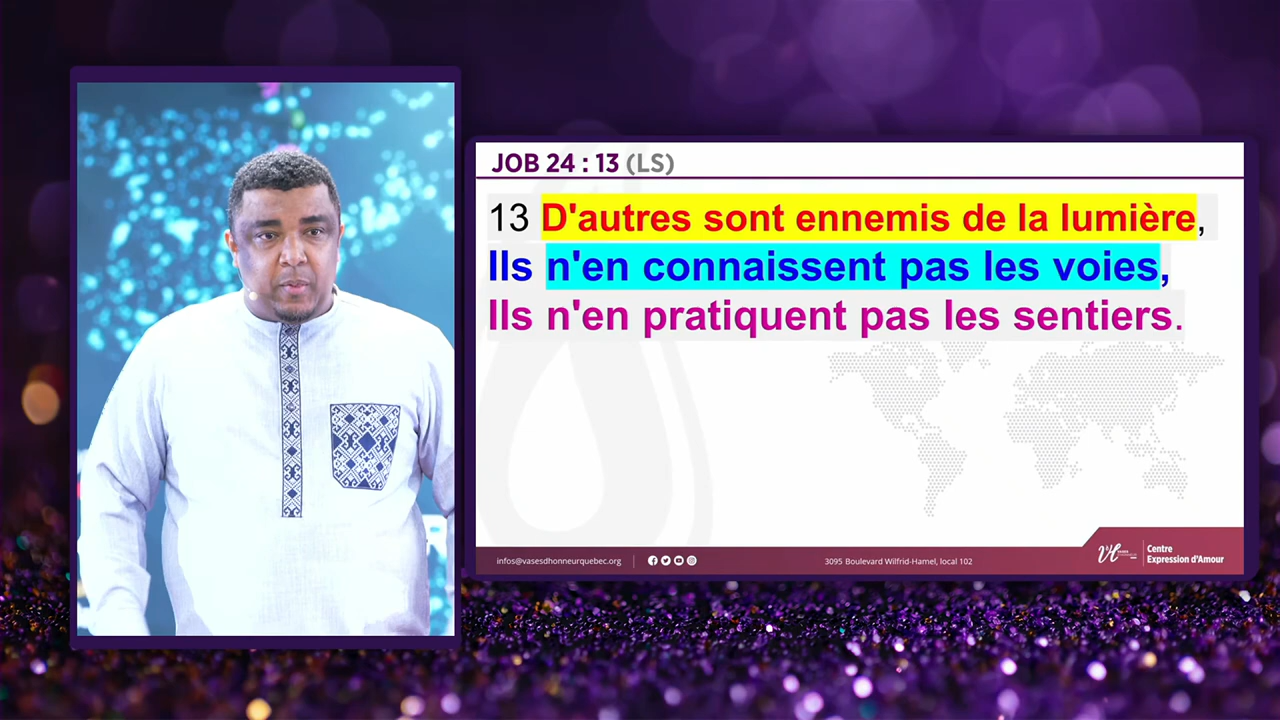 JOB 24 : 13 (LS)
13 D'autres sont ennemis de la lumière,
Ils n'en connaissent pas les voies,
Ils n'en pratiquent pas les sentiers.
infos@vasesdhonneurquebec.org
3095 Boulevard Wilfrid-Hamel, local 102
Centre
Expression d'Amour